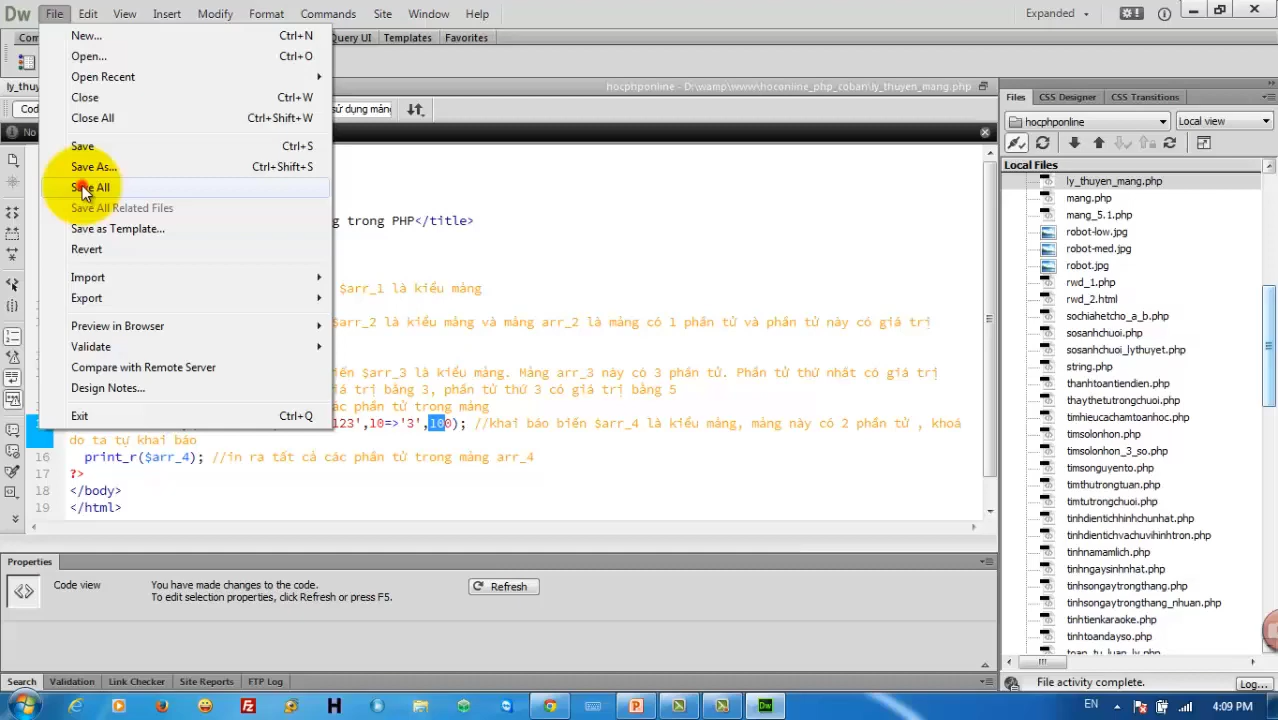 Dw File Edit View Insert Modify Format Commands Site Window Help Expanded
Query UI Templates Favorites
New... Ctrl+N
Open... Ctrl+O
Open Recent
Close Ctrl+W
Close All Ctrl+Shift+W
Save Ctrl+S
Save As... Ctrl+Shift+S
Save All
Save All Related Files
Save as Template...
Revert
Import
Export
Preview in Browser
Validate
Compare with Remote Server
Design Notes...
Exit Ctrl+Q
hocphponline - D:\wamp\www\hoconline_php_coban\ly_thuyen_mang.php
sử dụng mảng
No
trong PHP</title>
$arr_1 là kiểu mảng
$arr_2 là kiểu mảng và mảng arr_2 là mảng có 1 phần tử và phần tử này có giá trị
$arr_3 là kiểu mảng. Mảng arr_3 này có 3 phần tử. Phần tử thứ nhất có giá trị
trị bằng 3, phần tử thứ 3 có giá trị bằng 5
phần tử trong mảng
123',10=>'3',100); //khai báo biến $arr_4 là kiểu mảng, mảng này có 2 phần tử , khoá
do ta tự khai báo
16 print_r($arr_4); //in ra tất cả các phần tử trong mảng arr_4
17 ?>
18 </body>
19 </html>
Properties
Code view You have made changes to the code.
To edit selection properties, click Refresh or press F5.
Refresh
Search Validation Link Checker Site Reports FTP Log
Files CSS Designer CSS Transitions
hocphponline Local view
Local Files
ly_thuyen_mang.php
mang.php
mang_5.1.php
robot-low.jpg
robot-med.jpg
robot.jpg
rwd_1.php
rwd_2.html
sochiahetcho_a_b.php
sosanhchuoi.php
sosanhchuoi_lythuyet.php
string.php
thantoantiendien.php
thaythetutrongchuoi.php
timhieucachamtoanhoc.php
timsolonhon.php
timsolonhon_3_so.php
timsonguyento.php
timthutrongtuan.php
timtutrongchuoi.php
tinhdientichhinhchunhat.php
tinhdientichvachuvihinhtron.php
tinhnamamlich.php
tinhngaysinhnhat.php
tinhsongaytrongthang.php
tinhsongaytrongthang_nhuan.php
tinhtienkaraoke.php
tinhtoandayso.php
toan_tu_luan_ly.php
File activity complete. Log...
EN 4:09 PM